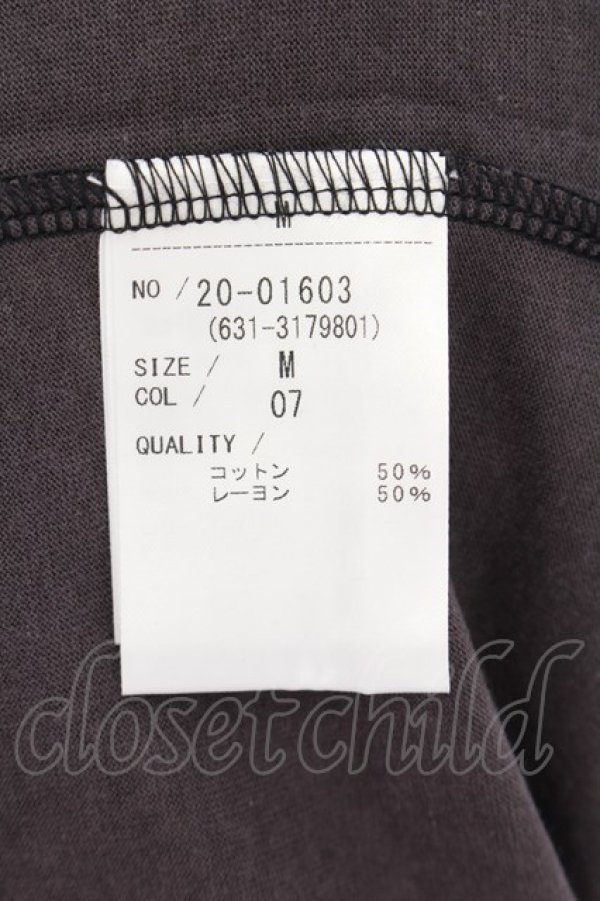 M
NO / 20-01603
(631-3179801)
SIZE / M
COL / 07
QUALITY /
コットン 50%
レーヨン 50%
closetchild